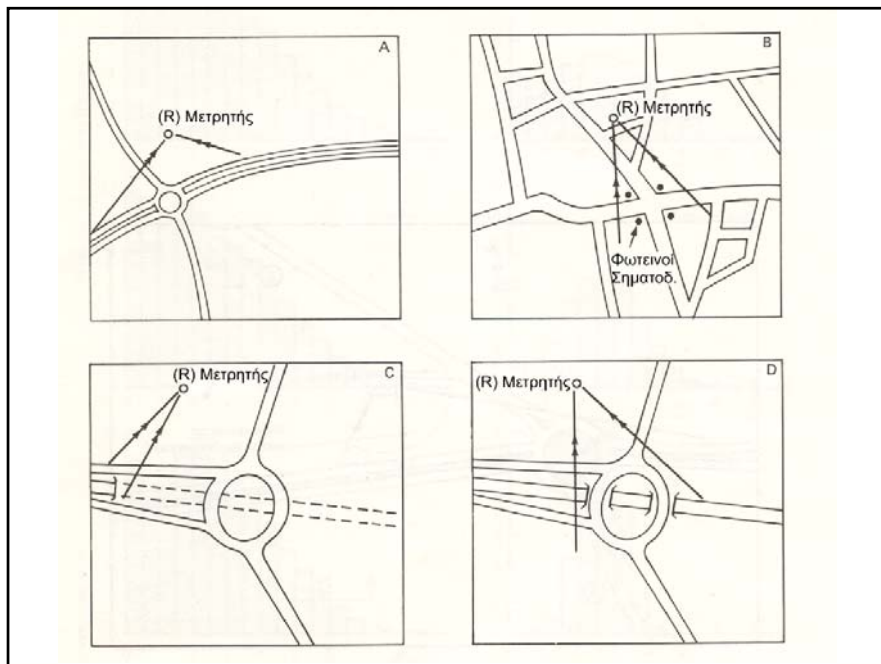 A
(R) Μετρητής
B
(R) Μετρητής
Φωτεινοί
Σηματοδ.
C
(R) Μετρητής
D
(R) Μετρητής